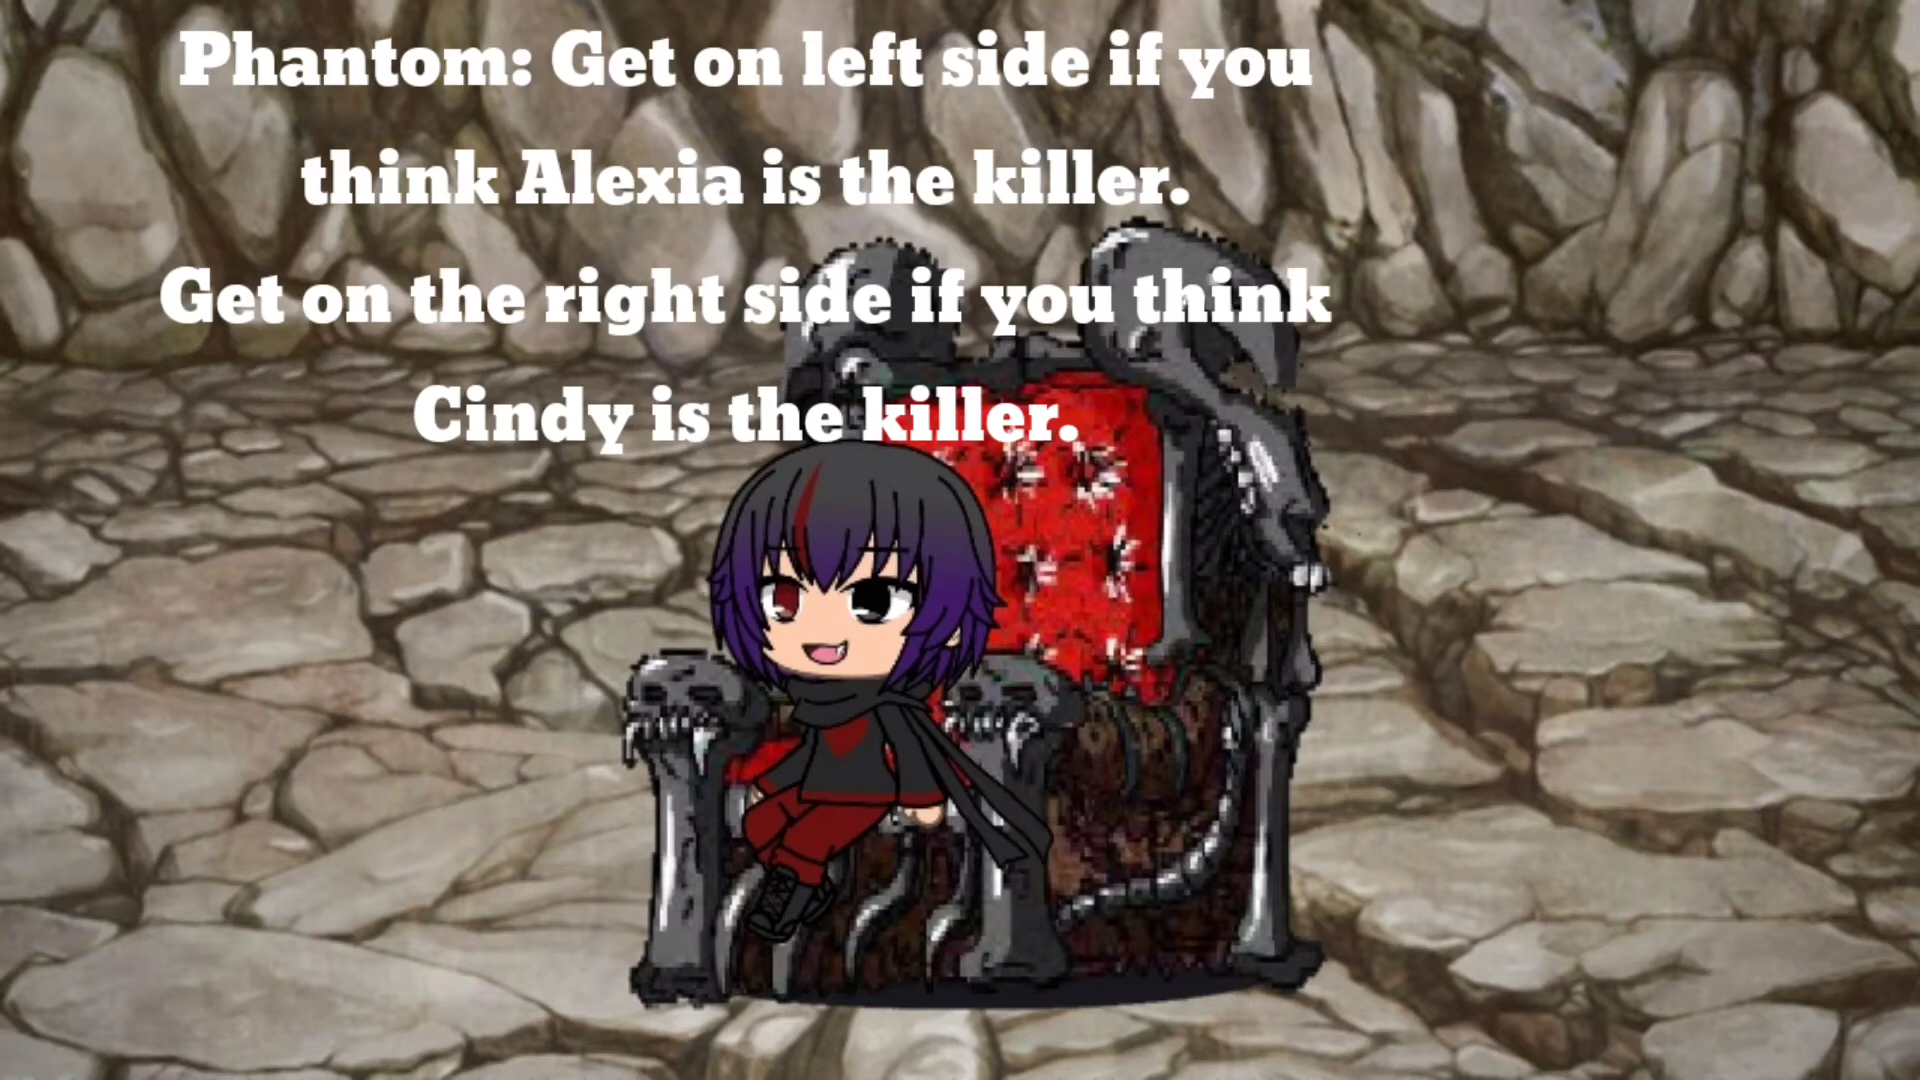 Phantom: Get on left side if you
think Alexia is the killer.
Get on the right side if you think
Cindy is the killer.